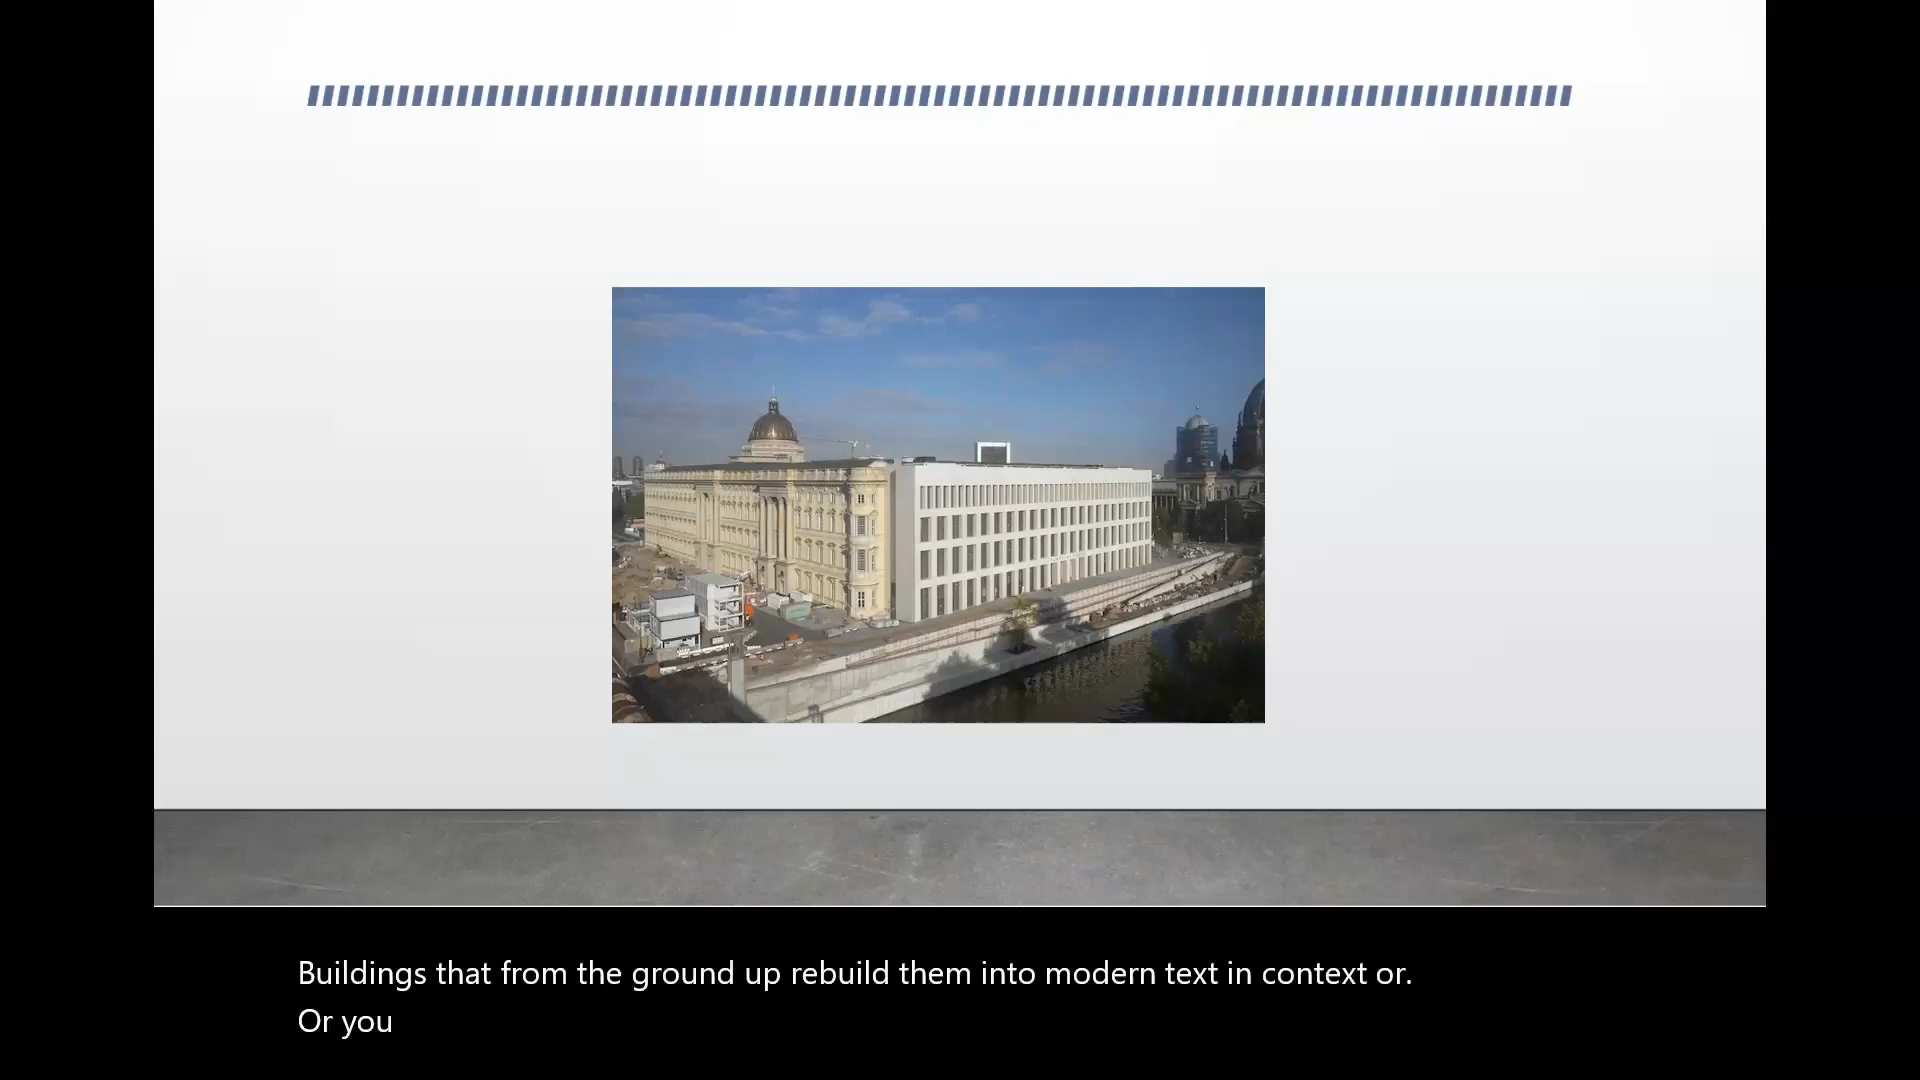 Buildings that from the ground up rebuild them into modern text in context or.
Or you